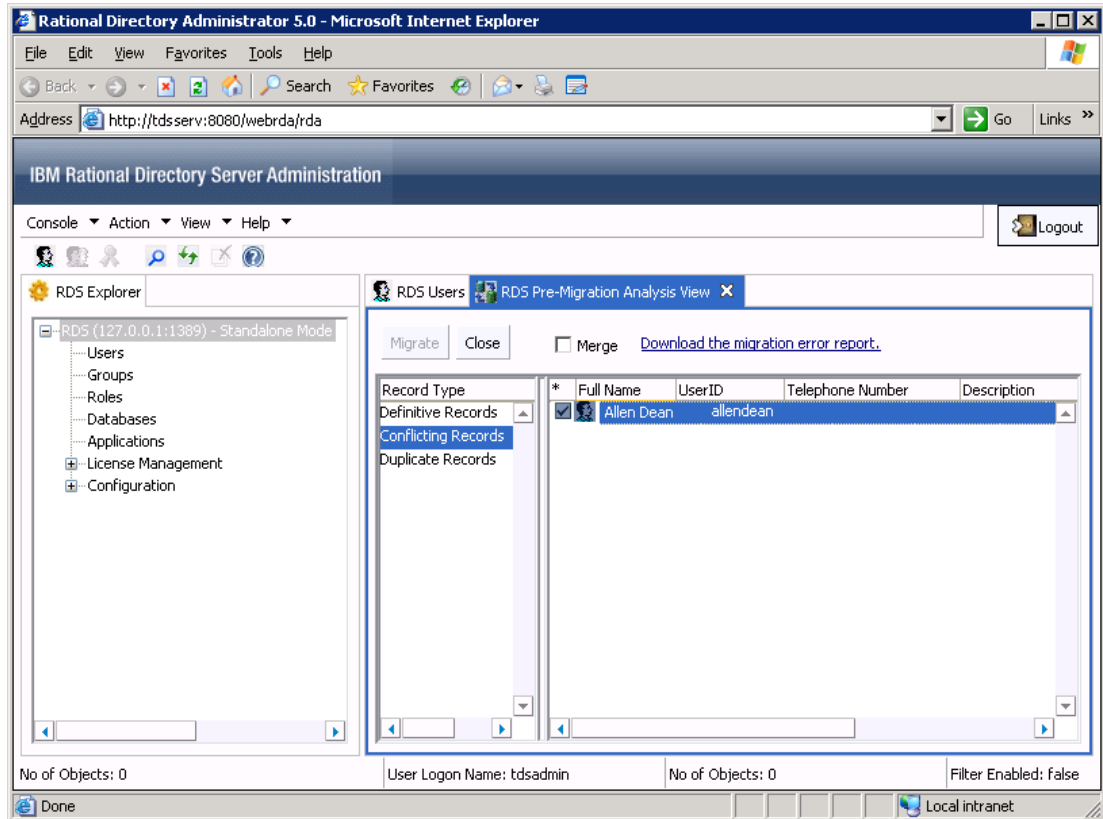 Rational Directory Administrator 5.0 - Microsoft Internet Explorer
File Edit View Favorites Tools Help
Back Search Favorites
Address http://tdsserv:8080/webrda/rda Go Links »
IBM Rational Directory Server Administration
Console Action View Help
Logout
RDS Explorer
RDS Users RDS Pre-Migration Analysis View
RDS (127.0.0.1:1389) - Standalone Mode
Users
Groups
Roles
Databases
Applications
License Management
Configuration
Migrate Close Merge Download the migration error report.
Record Type
Definitive Records
Conflicting Records
Duplicate Records
* Full Name UserID Telephone Number Description
Allen Dean allendean
No of Objects: 0 User Logon Name: tdsadmin No of Objects: 0 Filter Enabled: false
Done Local intranet